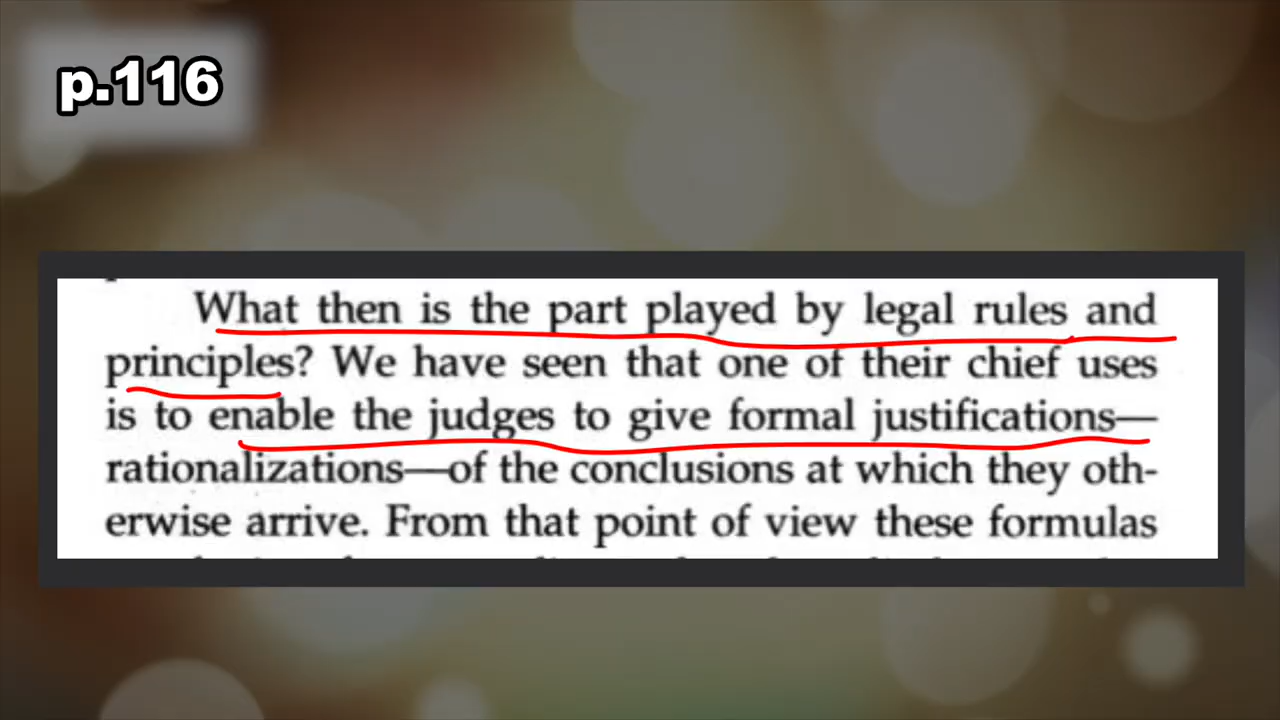 p.116
What then is the part played by legal rules and
principles? We have seen that one of their chief uses
is to enable the judges to give formal justifications—
rationalizations—of the conclusions at which they oth-
erwise arrive. From that point of view these formulas